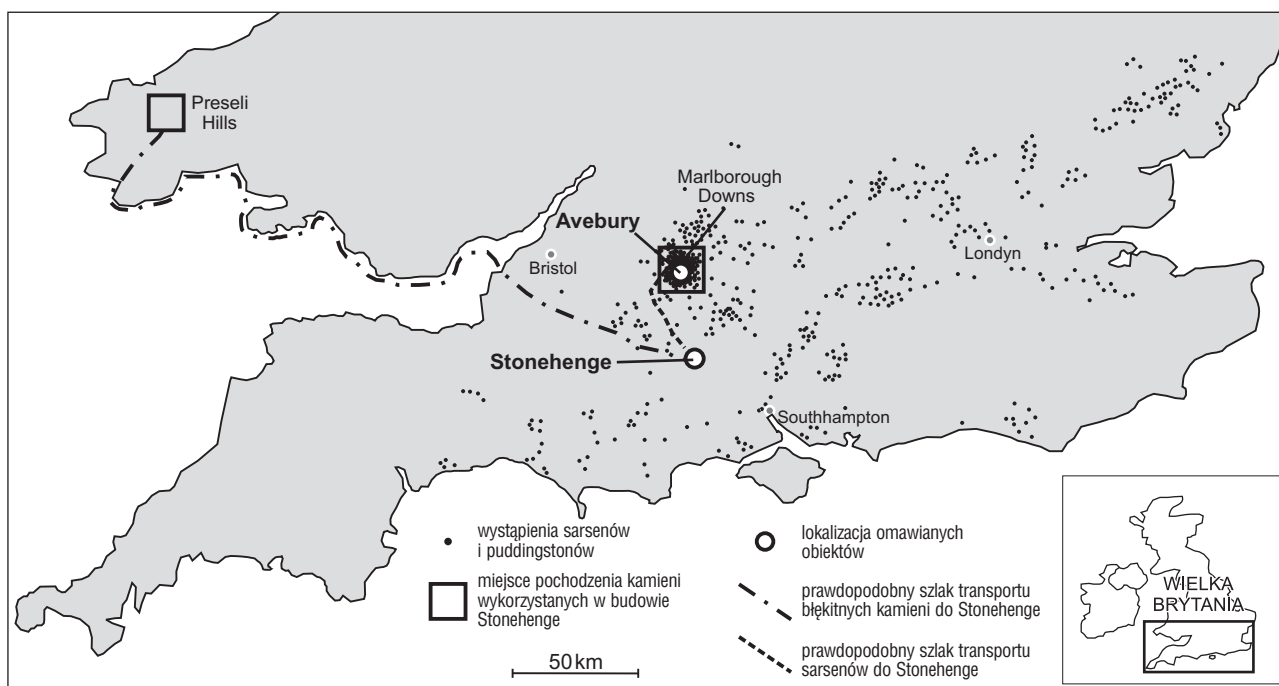 Preseli
Hills
Marlborough
Downs
Avebury
Bristol
Londyn
Stonehenge
Southhampton
wystąpienia sarsenów
i puddingstonów
miejsce pochodzenia kamieni
wykorzystanych w budowie
Stonehenge
50 km
lokalizacja omawianych
obiektów
prawdopodobny szlak transportu
błękitnych kamieni do Stonehenge
prawdopodobny szlak transportu
sarsenów do Stonehenge
WIELKA
BRYTANIA